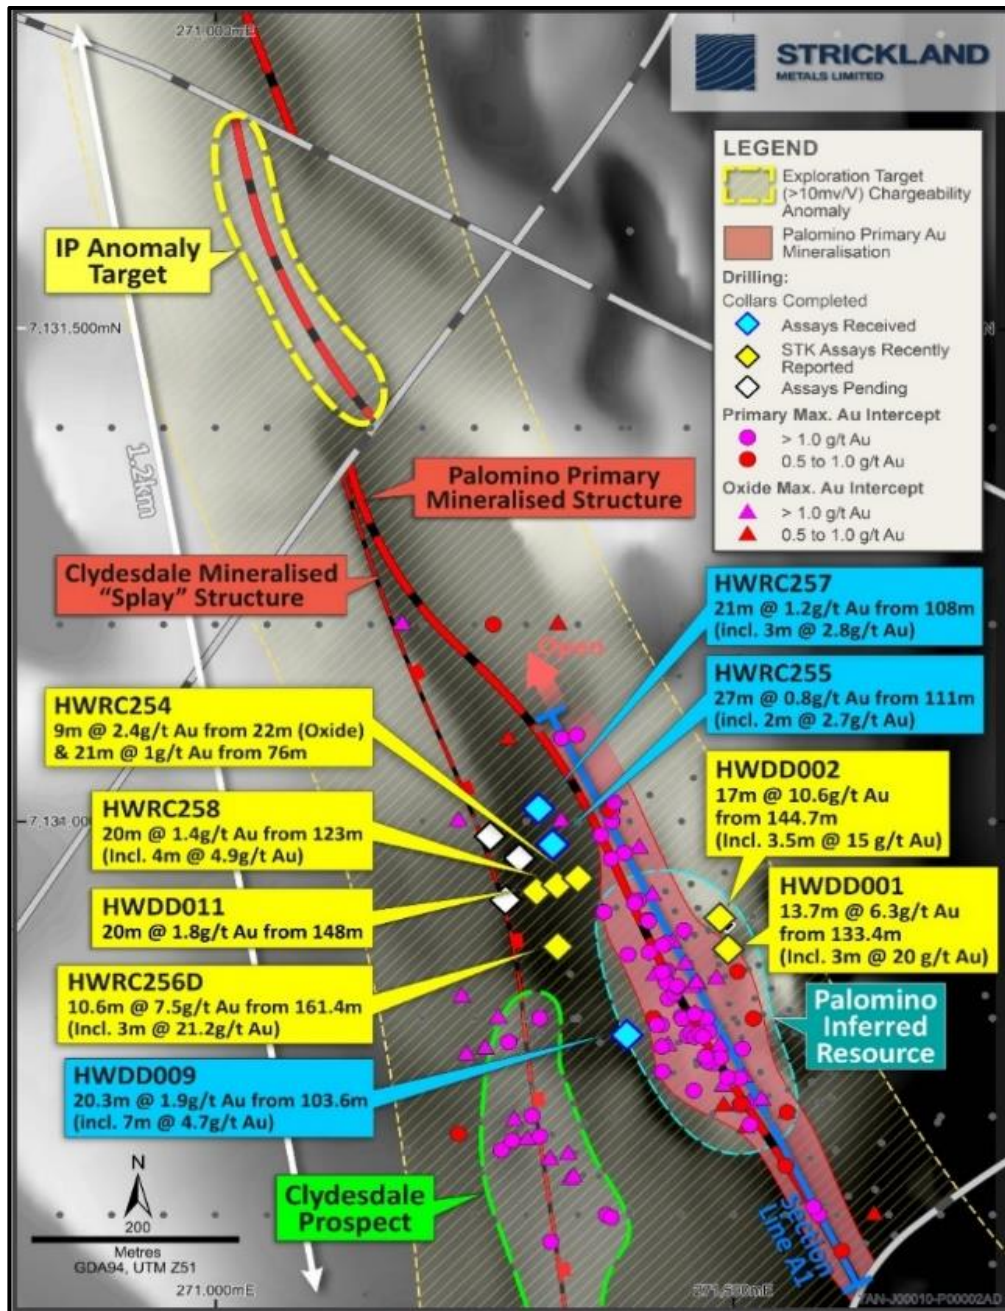 271,000mE
STRICKLAND
METALS LIMITED
LEGEND
Exploration Target
(>10mv/V) Chargeability
Anomaly
Palomino Primary Au
Mineralisation
Drilling:
Collars Completed
Assays Received
STK Assays Recently
Reported
Assays Pending
Primary Max. Au Intercept
> 1.0 g/t Au
0.5 to 1.0 g/t Au
Oxide Max. Au Intercept
> 1.0 g/t Au
0.5 to 1.0 g/t Au
IP Anomaly
Target
7,131,500mN
1.2km
Palomino Primary
Mineralised Structure
Clydesdale Mineralised
"Splay" Structure
Open
HWRC257
21m @ 1.2g/t Au from 108m
(incl. 3m @ 2.8g/t Au)
HWRC255
27m @ 0.8g/t Au from 111m
(incl. 2m @ 2.7g/t Au)
HWRC254
9m @ 2.4g/t Au from 22m (Oxide)
& 21m @ 1g/t Au from 76m
HWDD002
17m @ 10.6g/t Au
from 144.7m
(Incl. 3.5m @ 15 g/t Au)
HWRC258
20m @ 1.4g/t Au from 123m
(Incl. 4m @ 4.9g/t Au)
7,134,000
HWDD001
13.7m @ 6.3g/t Au
from 133.4m
(Incl. 3m @ 20 g/t Au)
HWDD011
20m @ 1.8g/t Au from 148m
HWRC256D
10.6m @ 7.5g/t Au from 161.4m
(Incl. 3m @ 21.2g/t Au)
Palomino
Inferred
Resource
HWDD009
20.3m @ 1.9g/t Au from 103.6m
(incl. 7m @ 4.7g/t Au)
Clydesdale
Prospect
N
200
Metres
GDA94, UTM Z51
Section
Line A1
271,000mE
271,500mE
YAN-J00010-P00002AD